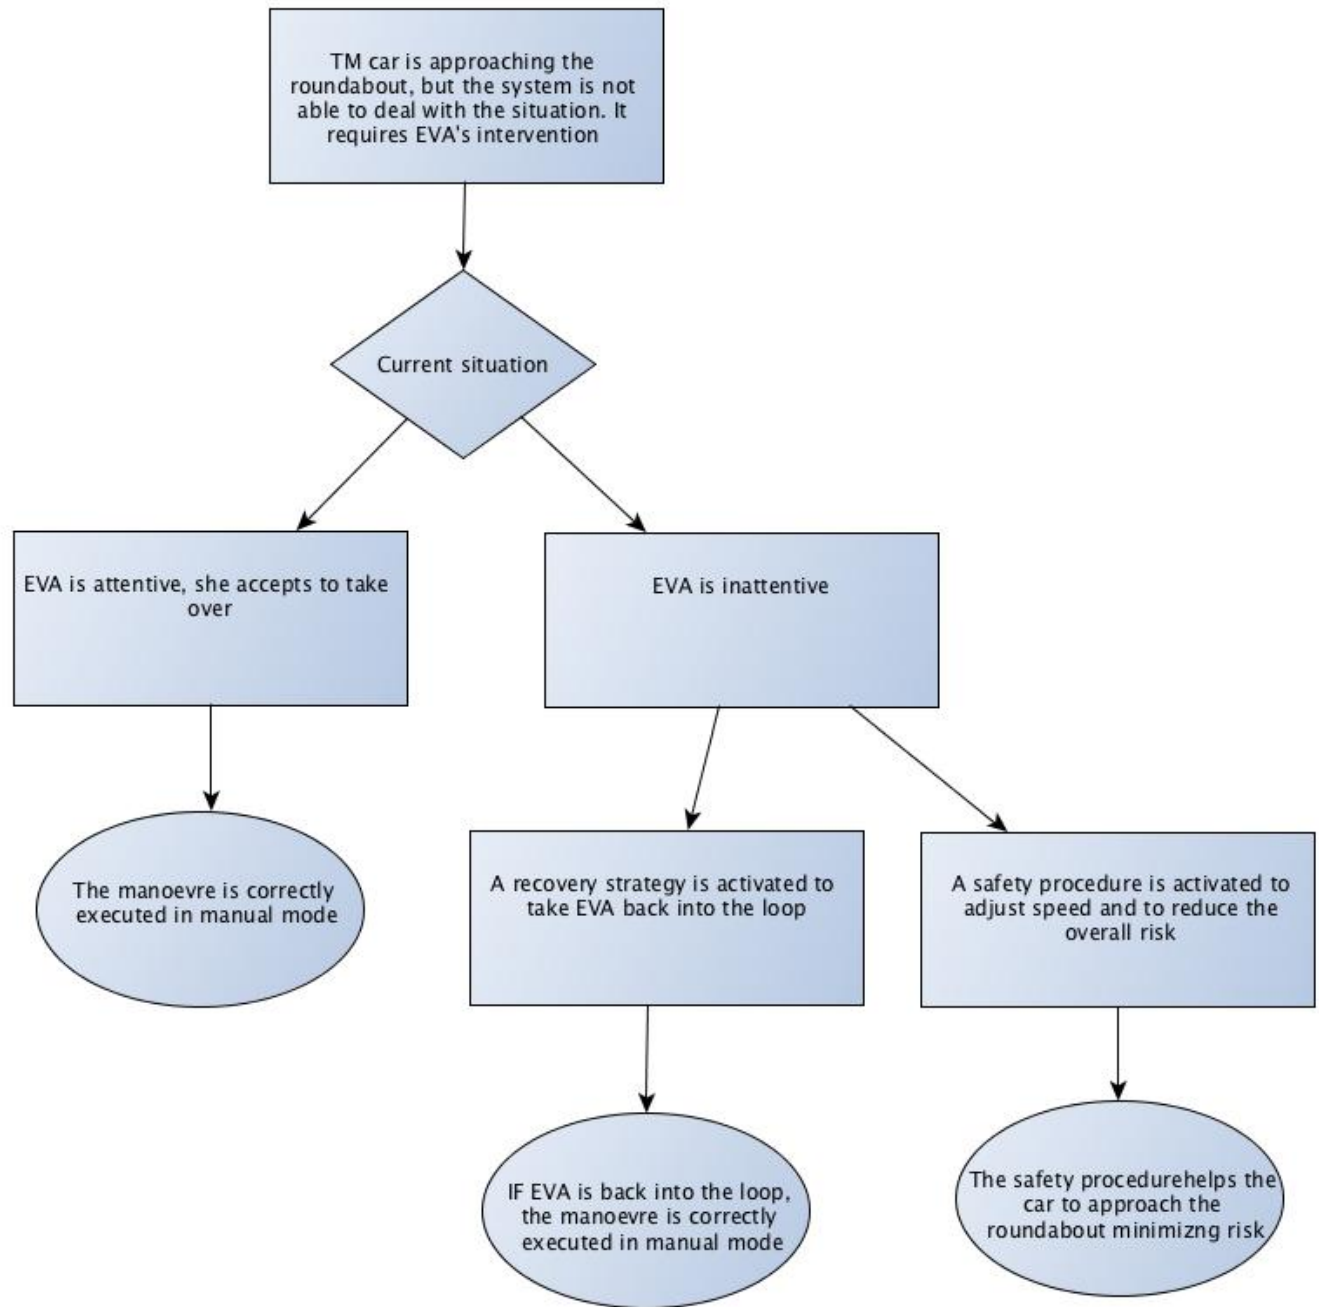 TM car is approaching the
roundabout, but the system is not
able to deal with the situation. It
requires EVA's intervention
Current situation
EVA is attentive, she accepts to take
over
EVA is inattentive
The manoevre is correctly
executed in manual mode
A recovery strategy is activated to
take EVA back into the loop
A safety procedure is activated to
adjust speed and to reduce the
overall risk
IF EVA is back into the loop,
the manoevre is correctly
executed in manual mode
The safety procedurehelps the
car to approach the
roundabout minimizng risk